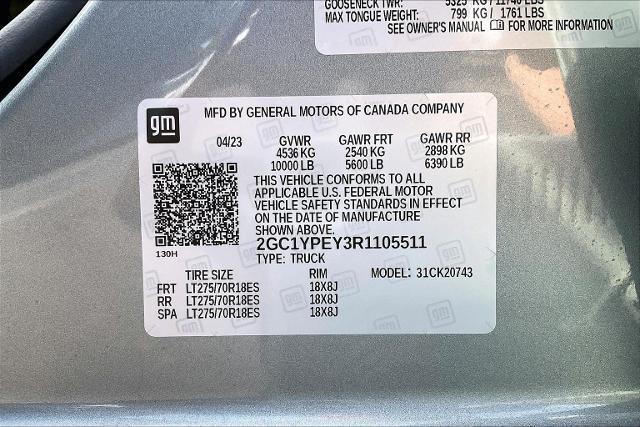 GOOSENECK TWR: 5325 KG / 11740 LBS
MAX TONGUE WEIGHT: 799 KG / 1761 LBS
SEE OWNER'S MANUAL FOR MORE INFORMATION
gm
MFD BY GENERAL MOTORS OF CANADA COMPANY
04/23 GVWR GAWR FRT GAWR RR
4536 KG 2540 KG 2898 KG
10000 LB 5600 LB 6390 LB
THIS VEHICLE CONFORMS TO ALL
APPLICABLE U.S. FEDERAL MOTOR
VEHICLE SAFETY STANDARDS IN EFFECT
ON THE DATE OF MANUFACTURE
SHOWN ABOVE.
2GC1YPEY3R1105511
130H
TYPE: TRUCK
TIRE SIZE RIM MODEL: 31CK20743
FRT LT275/70R18ES 18X8J
RR LT275/70R18ES 18X8J
SPA LT275/70R18ES 18X8J